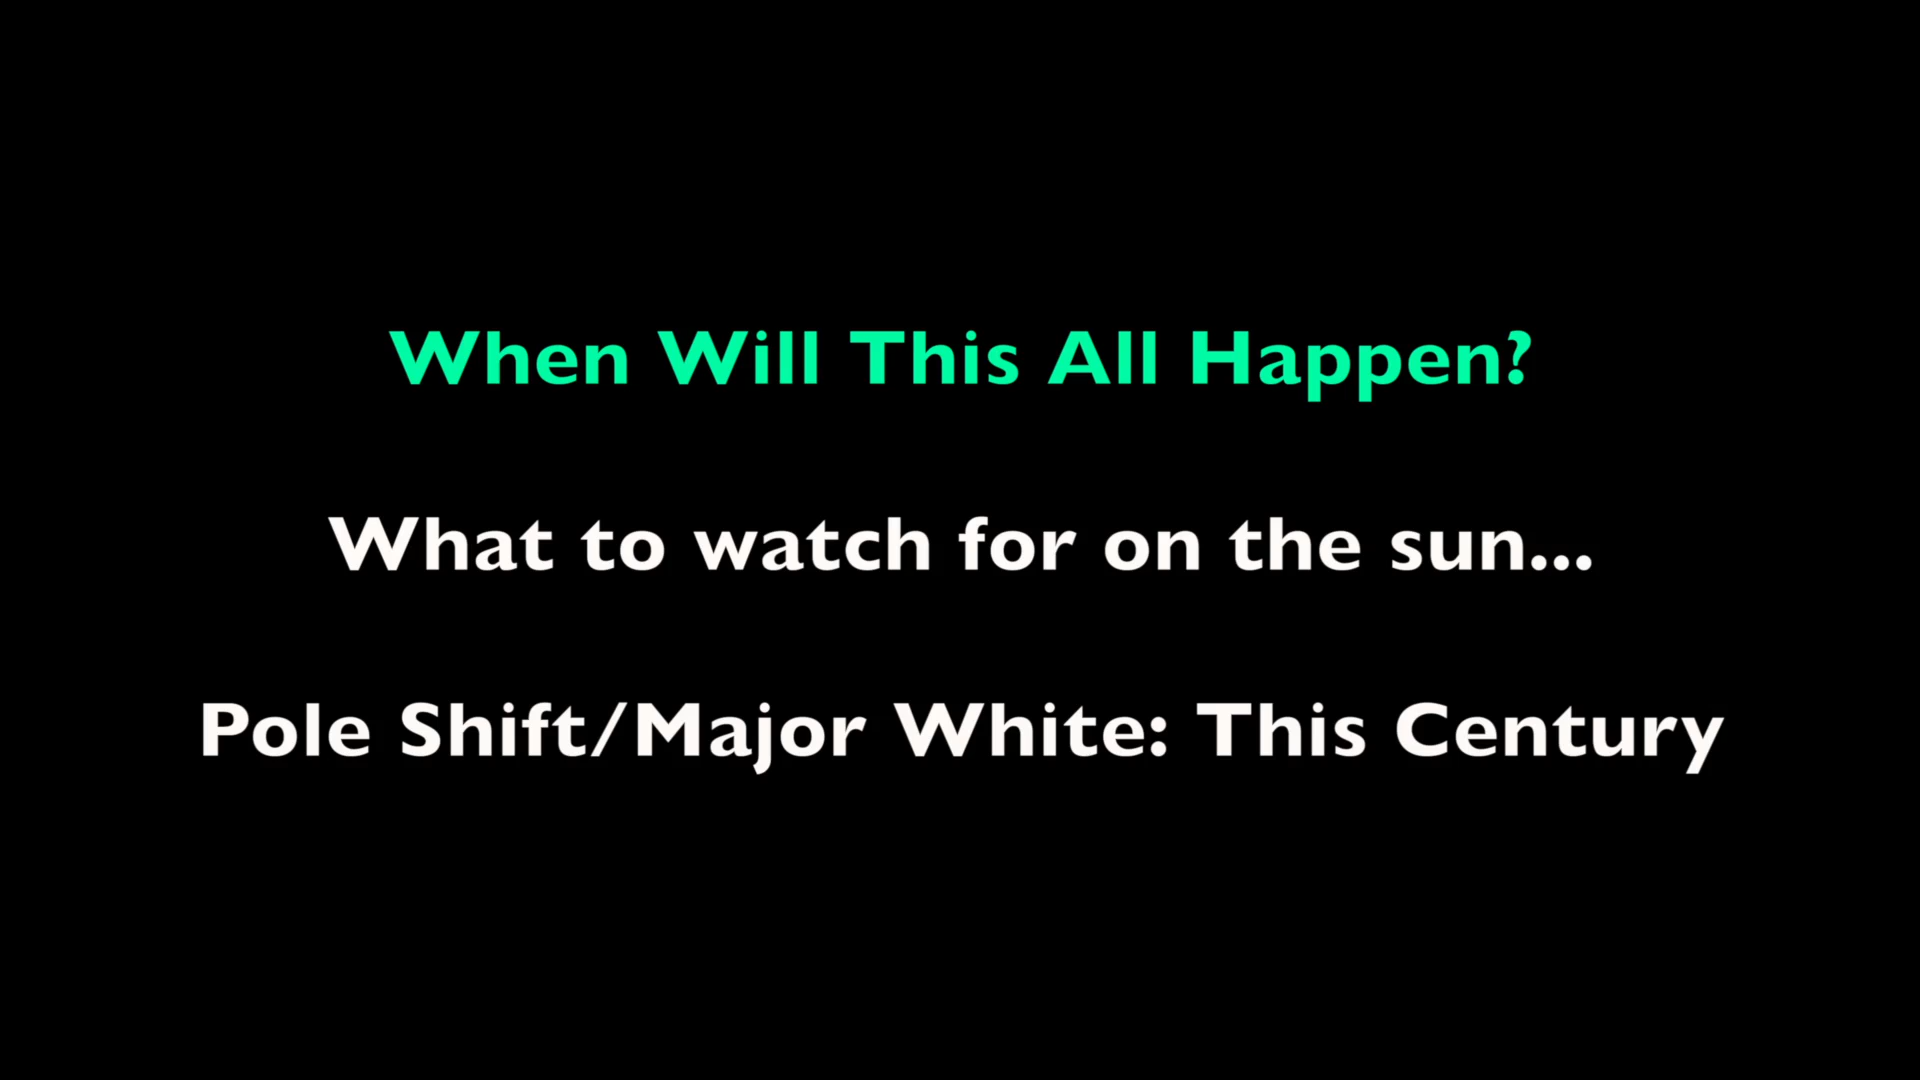 When Will This All Happen?
What to watch for on the sun...
Pole Shift/Major White: This Century